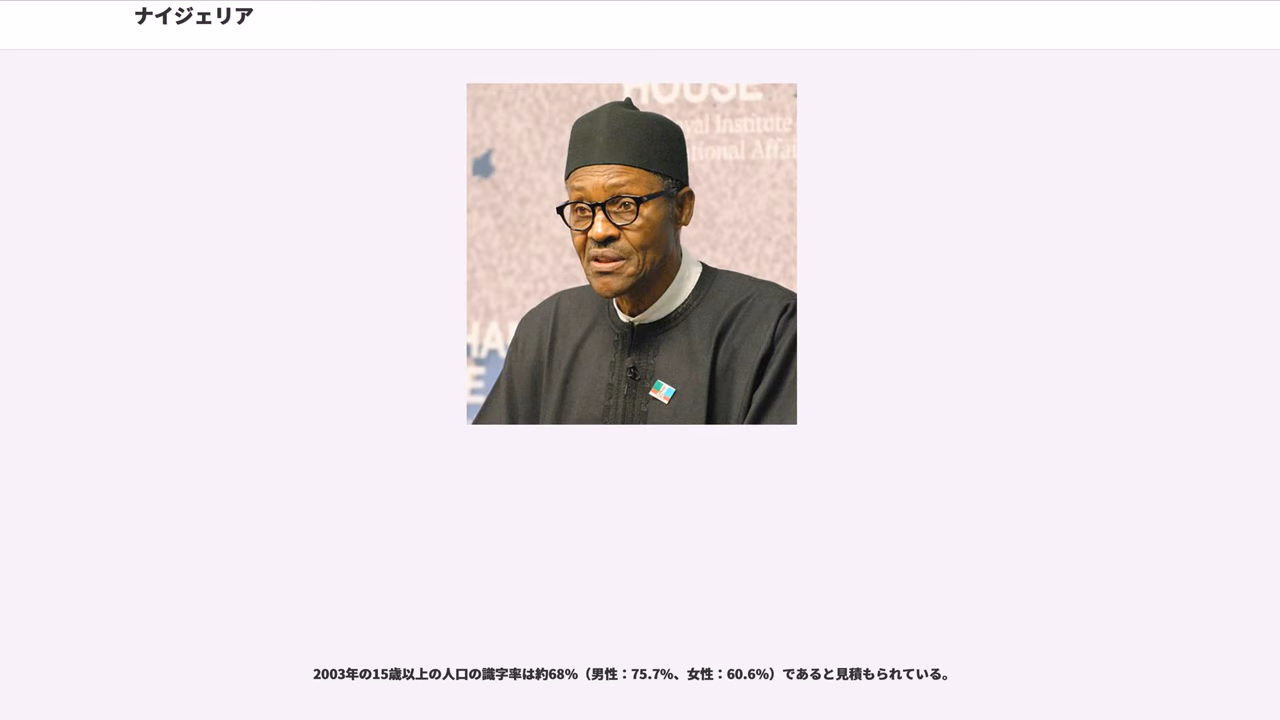 ナイジェリア
HOUSE
Institute
2003年の15歳以上の人口の識字率は約68%（男性：75.7%、女性：60.6%）であると見積もられている。